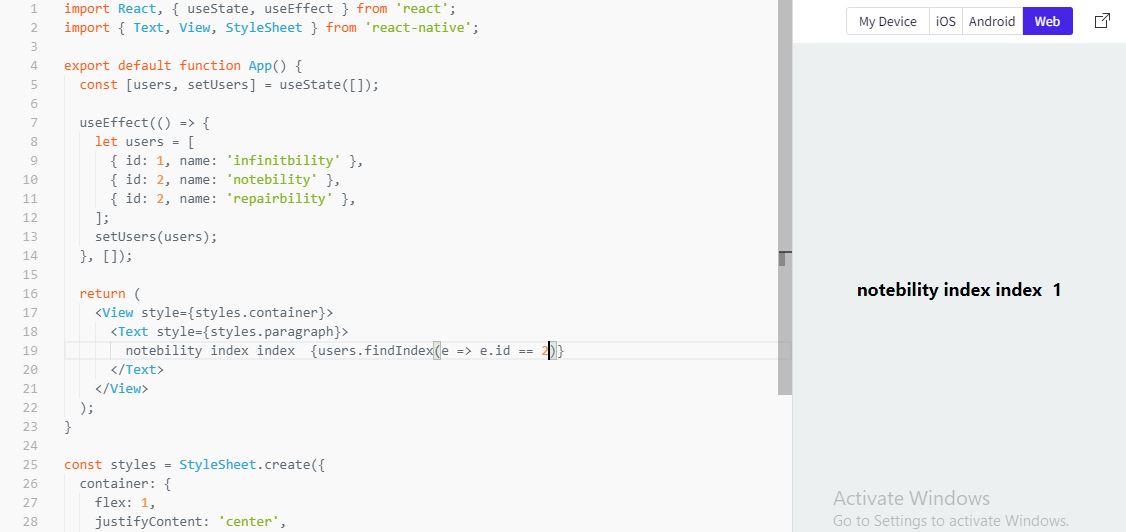 1 import React, { useState, useEffect } from 'react';
2 import { Text, View, StyleSheet } from 'react-native';
3
4 export default function App() {
5 const [users, setUsers] = useState([]);
6
7 useEffect(() => {
8 let users = [
9 { id: 1, name: 'infinitbility' },
10 { id: 2, name: 'notebility' },
11 { id: 2, name: 'repairbility' },
12 ];
13 setUsers(users);
14 }, []);
15
16 return (
17 <View style={styles.container}>
18 <Text style={styles.paragraph}>
19 notebility index index {users.findIndex(e => e.id == 2)}
20 </Text>
21 </View>
22 );
23 }
24
25 const styles = StyleSheet.create({
26 container: {
27 flex: 1,
28 justifyContent: 'center',
My Device iOS Android Web
notebility index index 1
Activate Windows
Go to Settings to activate Windows.